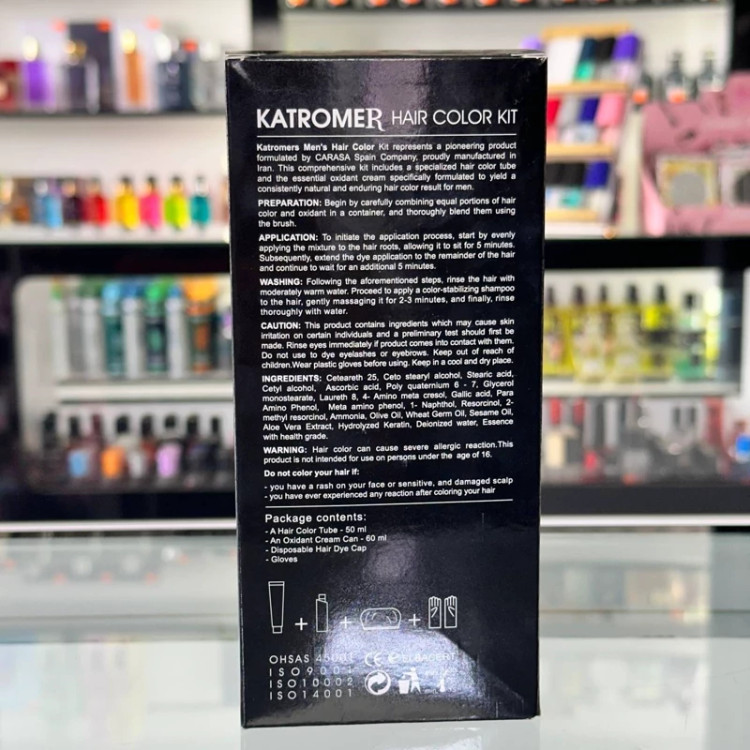 KATROMER HAIR COLOR KIT
Katromers Men's Hair Color Kit represents a pioneering product
formulated by CARASA Spain Company, proudly manufactured in
Iran. This comprehensive kit includes a specialized hair color tube
and the essential oxidant cream specifically formulated to yield a
consistently natural and enduring hair color result for men.
PREPARATION: Begin by carefully combining equal portions of hair
color and oxidant in a container, and thoroughly blend them using
the brush.
APPLICATION: To initiate the application process, start by evenly
applying the mixture to the hair roots, allowing it to sit for 5 minutes.
Subsequently, extend the dye application to the remainder of the hair
and continue to wait for an additional 5 minutes.
WASHING: Following the aforementioned steps, rinse the hair with
moderately warm water. Proceed to apply a color-stabilizing shampoo
to the hair, gently massaging it for 2-3 minutes, and finally, rinse
thoroughly with water.
CAUTION: This product contains ingredients which may cause skin
irritation on certain individuals and a preliminary test should first be
made. Rinse eyes immediately if product comes into contact with them.
Do not use to dye eyelashes or eyebrows. Keep out of reach of
children.Wear plastic gloves before using. Keep in a cool and dry place.
INGREDIENTS: Ceteareth 25, Ceto stearyl alcohol, Stearic acid,
Cetyl alcohol, Ascorbic acid, Poly quaternium 6 - 7, Glycerol
monostearate, Laureth 8, 4- Amino meta cresol, Gallic acid, Para
Amino Phenol, Meta amino phenol, 1- Naphthol, Resorcinol, 2-
methyl resorcinol, Ammonia, Olive Oil, Wheat Germ Oil, Sesame Oil,
Aloe Vera Extract, Hydrolyzed Keratin, Deionized water, Essence
with health grade.
WARNING: Hair color can cause severe allergic reaction.This
product is not intended for use on persons under the age of 16.
Do not color your hair if:
- you have a rash on your face or sensitive, and damaged scalp
- you have ever experienced any reaction after coloring your hair
Package contents:
- A Hair Color Tube - 50 ml
- An Oxidant Cream Can - 60 ml
- Disposable Hair Dye Cap
- Gloves
+ + +
OHSAS 45001 CE
ISO9001
ISO10002
ISO14001